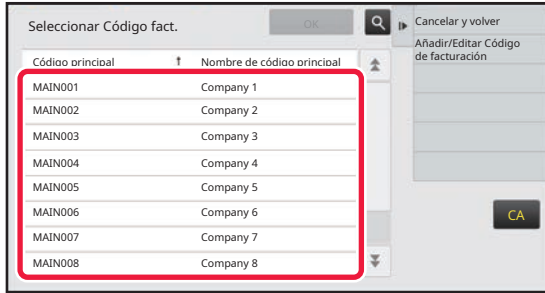 Seleccionar Código fact.
OK
Cancelar y volver
Añadir/Editar Código
de facturación
Código principal
Nombre de código principal
MAIN001 Company 1
MAIN002 Company 2
MAIN003 Company 3
MAIN004 Company 4
MAIN005 Company 5
MAIN006 Company 6
MAIN007 Company 7
MAIN008 Company 8
CA